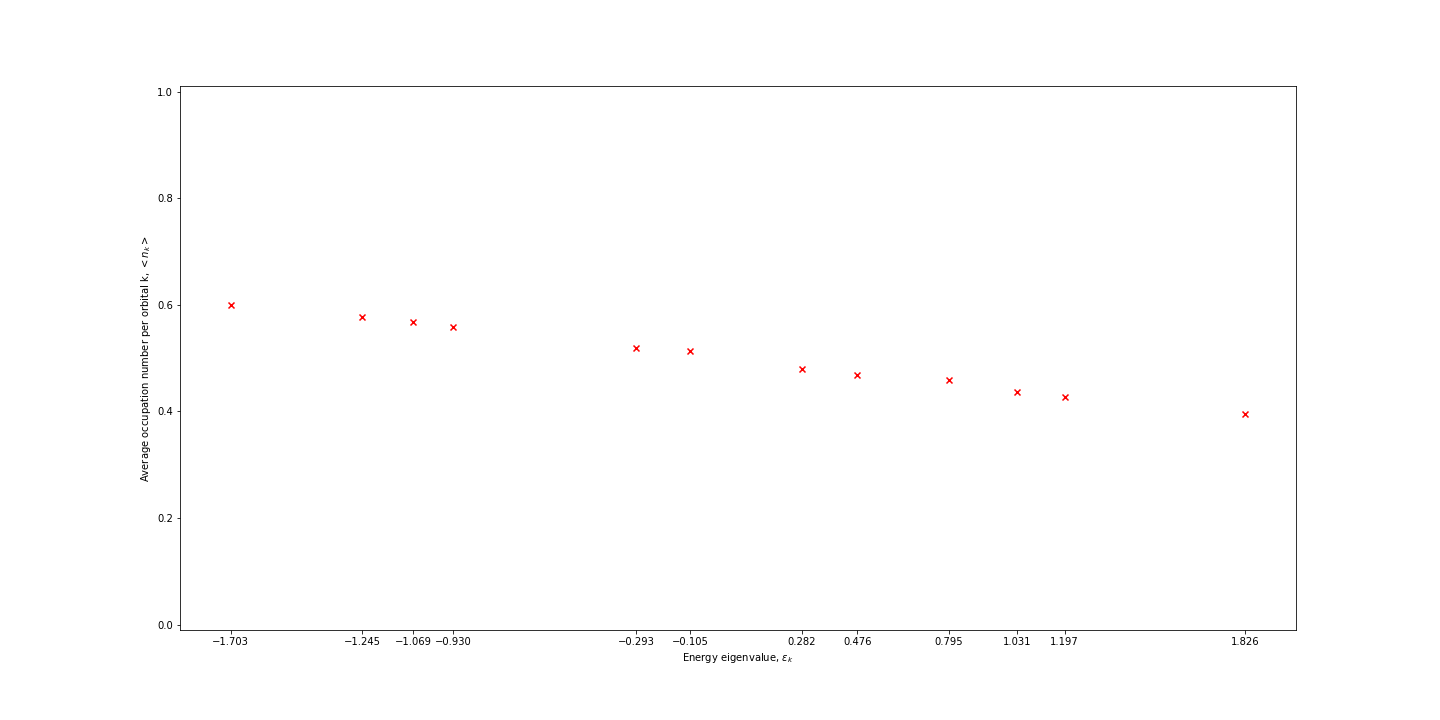 Average occupation number per orbital k, < n_k >
1.0
0.8
0.6
0.4
0.2
0.0
−1.703 −1.245 −1.069 −0.930 −0.293 −0.105 0.282 0.476 0.795 1.031 1.197 1.826
Energy eigenvalue, ε_k